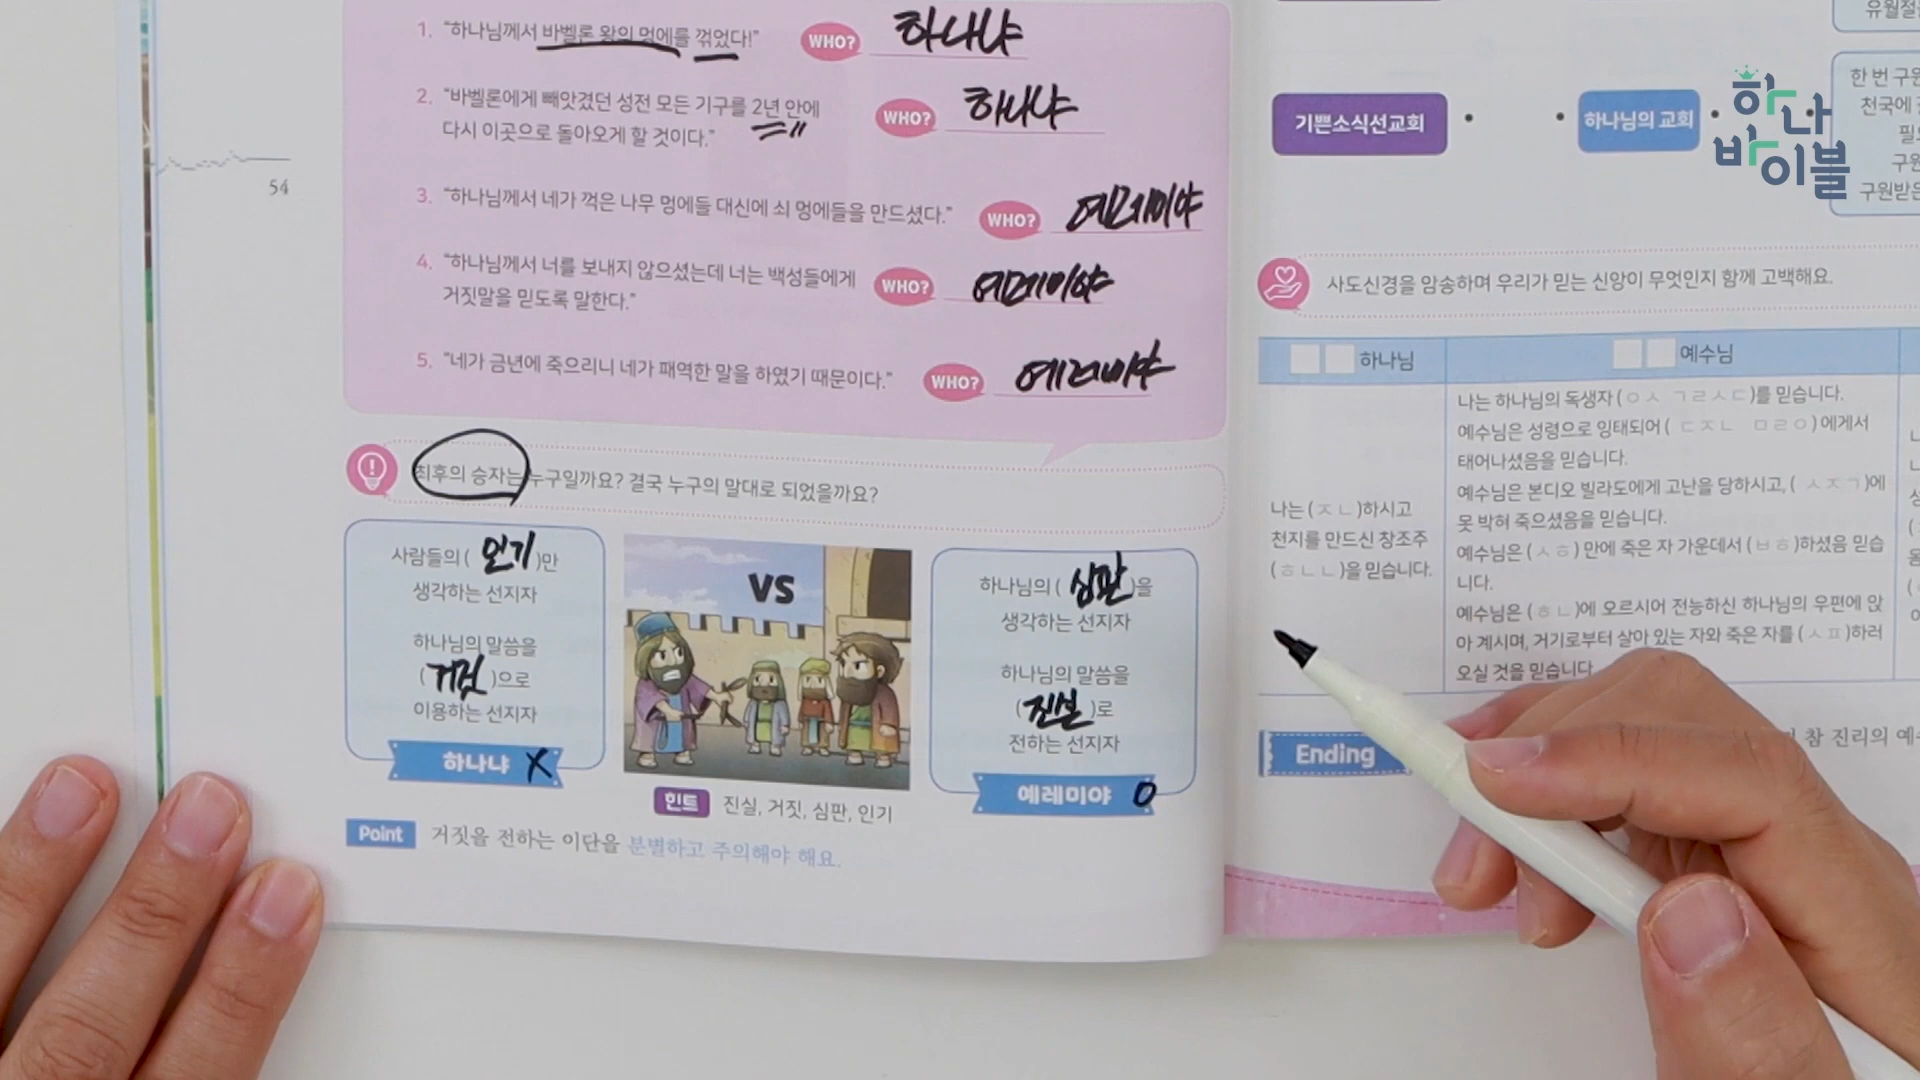 1. "하나님께서 바벨론 왕의 멍에를 꺾었다!" WHO? 하나냐
2. "바벨론에게 빼앗겼던 성전 모든 기구를 2년 안에
다시 이곳으로 돌아오게 할 것이다." WHO? 하나냐
3. "하나님께서 네가 꺽은 나무 멍에들 대신에 쇠 멍에들을 만드셨다." WHO? 예레미야
4. "하나님께서 너를 보내지 않으셨는데 너는 백성들에게
거짓말을 믿도록 말한다." WHO? 예레미야
5. "네가 금년에 죽으리니 네가 패역한 말을 하였기 때문이다." WHO? 예레미야
54
최후의 승자는 누구일까요? 결국 누구의 말대로 되었을까요?
사람들의 ( 인기 )만
생각하는 선지자
하나님의 말씀을
( 거짓 )으로
이용하는 선지자
하나냐 X
VS
하나님의 ( 심판 )을
생각하는 선지자
하나님의 말씀을
( 진실 )로
전하는 선지자
예레미야 O
힌트 진실, 거짓, 심판, 인기
Point 거짓을 전하는 이단을 분별하고 주의해야 해요.
유월절
기쁜소식선교회 • • 하나님의 교회 •
한 번 구원
천국에
구원받은
하나
바이블
사도신경을 암송하며 우리가 믿는 신앙이 무엇인지 함께 고백해요.
하나님
예수님
나는 (ㅈㄴ)하시고
천지를 만드신 창조주
(ㅎㄴㄴ)을 믿습니다.
나는 하나님의 독생자 (ㅇㅅ ㄱㄹㅅㄷ)를 믿습니다.
예수님은 성령으로 잉태되어 ( ㄷㅈㄴ ㅁㄹㅇ) 에게서
태어나셨음을 믿습니다.
예수님은 본디오 빌라도에게 고난을 당하시고, ( ㅅㅈㄱ)에
못 박혀 죽으셨음을 믿습니다.
예수님은 (ㅅㅎ) 만에 죽은 자 가운데서 (ㅂㅎ)하셨음 믿습
니다.
예수님은 (ㅎㄴ)에 오르시어 전능하신 하나님의 우편에 앉
아 계시며, 거기로부터 살아 있는 자와 죽은 자를 (ㅅㅍ)하러
오실 것을 믿습니다
Ending
참 진리의